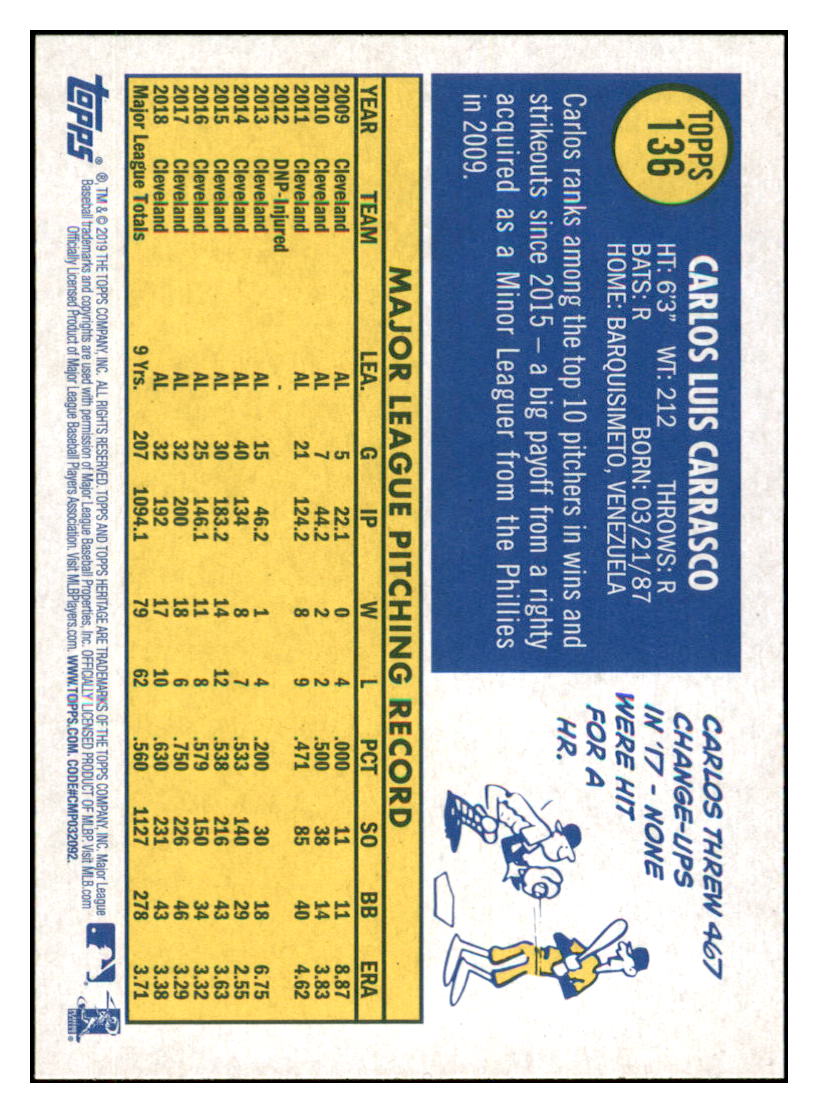 TOPPS
136
CARLOS LUIS CARRASCO
HT: 6'3" WT: 212 THROWS: R
BATS: R BORN: 03/21/87
HOME: BARQUISIMETO, VENEZUELA
Carlos ranks among the top 10 pitchers in wins and
strikeouts since 2015 – a big payoff from a righty
acquired as a Minor Leaguer from the Phillies
in 2009.
CARLOS THREW 467
CHANGE-UPS
IN '17 - NONE
WERE HIT
FOR A
HR.
MAJOR LEAGUE PITCHING RECORD
YEAR TEAM LEA. G IP W L PCT SO BB ERA
2009 Cleveland AL 5 22.1 0 4 .000 11 11 8.87
2010 Cleveland AL 7 44.2 2 2 .500 38 14 3.83
2011 Cleveland AL 21 124.2 8 9 .471 85 40 4.62
2012 DNP-Injured -
2013 Cleveland AL 15 46.2 1 4 .200 30 18 6.75
2014 Cleveland AL 40 134 8 7 .533 140 29 2.55
2015 Cleveland AL 30 183.2 14 12 .538 216 43 3.63
2016 Cleveland AL 25 146.1 11 8 .579 150 34 3.32
2017 Cleveland AL 32 200 18 6 .750 226 46 3.29
2018 Cleveland AL 32 192 17 10 .630 231 43 3.38
Major League Totals 9 Yrs. 207 1094.1 79 62 .560 1127 278 3.71
topps®
®, TM & © 2019 THE TOPPS COMPANY, INC. ALL RIGHTS RESERVED. TOPPS AND TOPPS HERITAGE ARE TRADEMARKS OF THE TOPPS COMPANY, INC. Major League
Baseball trademarks and copyrights are used with permission of Major League Baseball Properties, Inc. OFFICIALLY LICENSED PRODUCT OF MLBP. Visit MLB.com
Officially Licensed Product of Major League Baseball Players Association. Visit MLBPlayers.com. WWW.TOPPS.COM. CODE#CMP032092.